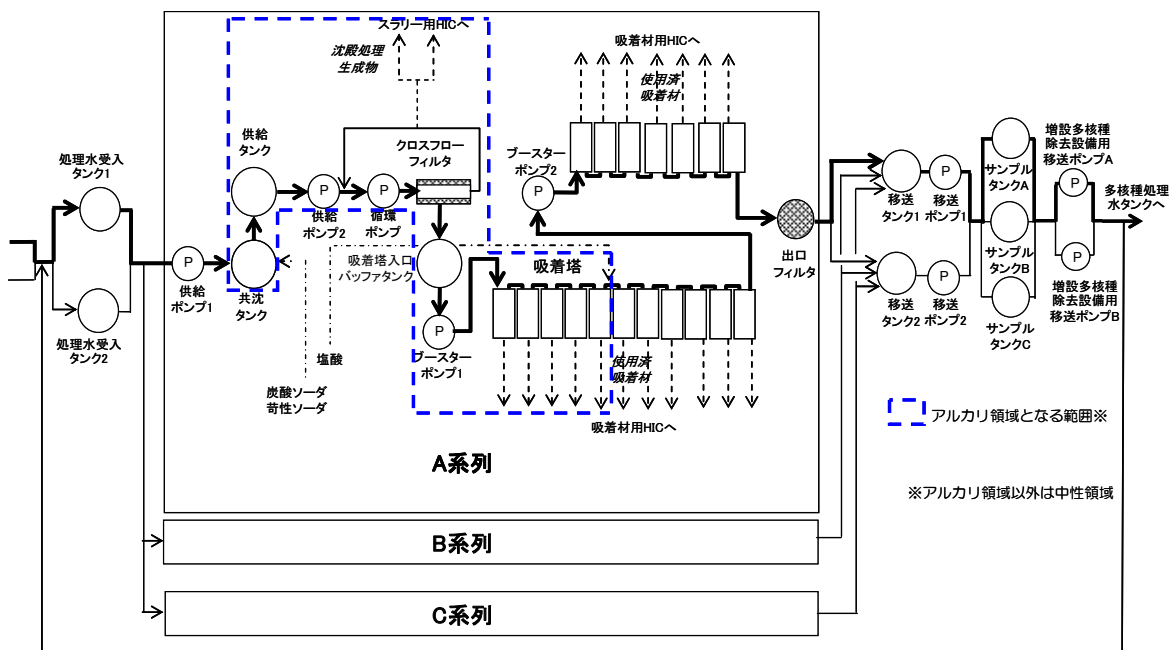 スラリー用HICへ
沈殿処理
生成物
吸着材用HICへ
使用済
吸着材
処理水受入
タンク1
供給
タンク
クロスフロー
フィルタ
ブースター
ポンプ2
P
P
P
供給
ポンプ2
循環
ポンプ
P
供給
ポンプ1
共沈
タンク
吸着塔入口
バッファタンク
吸着塔
P
ブースター
ポンプ1
処理水受入
タンク2
塩酸
炭酸ソーダ
苛性ソーダ
使用済
吸着材
吸着材用HICへ
出口
フィルタ
A系列
B系列
C系列
移送
タンク1
P
移送
ポンプ1
移送
タンク2
P
移送
ポンプ2
サンプル
タンクA
サンプル
タンクB
サンプル
タンクC
増設多核種
除去設備用
移送ポンプA
P
P
増設多核種
除去設備用
移送ポンプB
多核種処理
水タンクへ
アルカリ領域となる範囲※
※アルカリ領域以外は中性領域